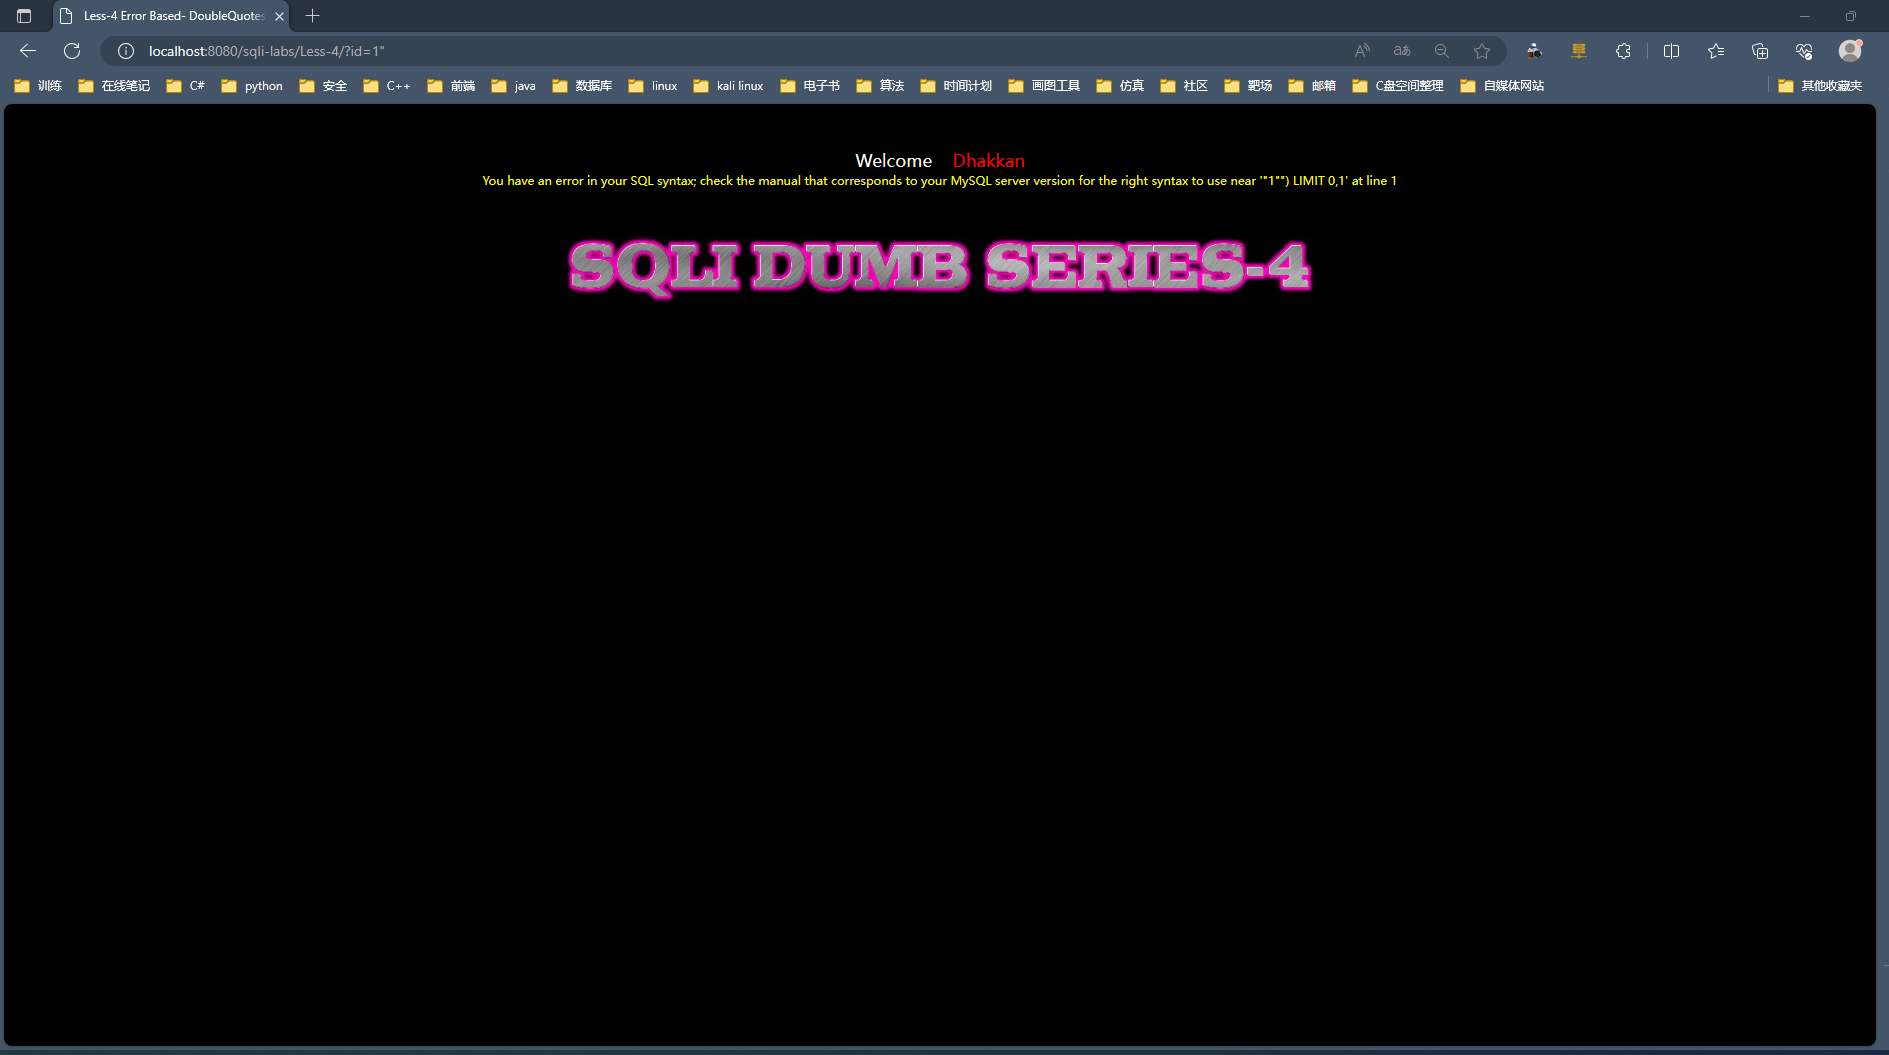 Less-4 Error Based- DoubleQuotes
localhost:8080/sqli-labs/Less-4/?id=1"
训练 在线笔记 C# python 安全 C++ 前端 java 数据库 linux kali linux 电子书 算法 时间计划 画图工具 仿真 社区 靶场 邮箱 C盘空间整理 自媒体网站 其他收藏夹
Welcome Dhakkan
You have an error in your SQL syntax; check the manual that corresponds to your MySQL server version for the right syntax to use near '"1"") LIMIT 0,1' at line 1
SQLI DUMB SERIES-4